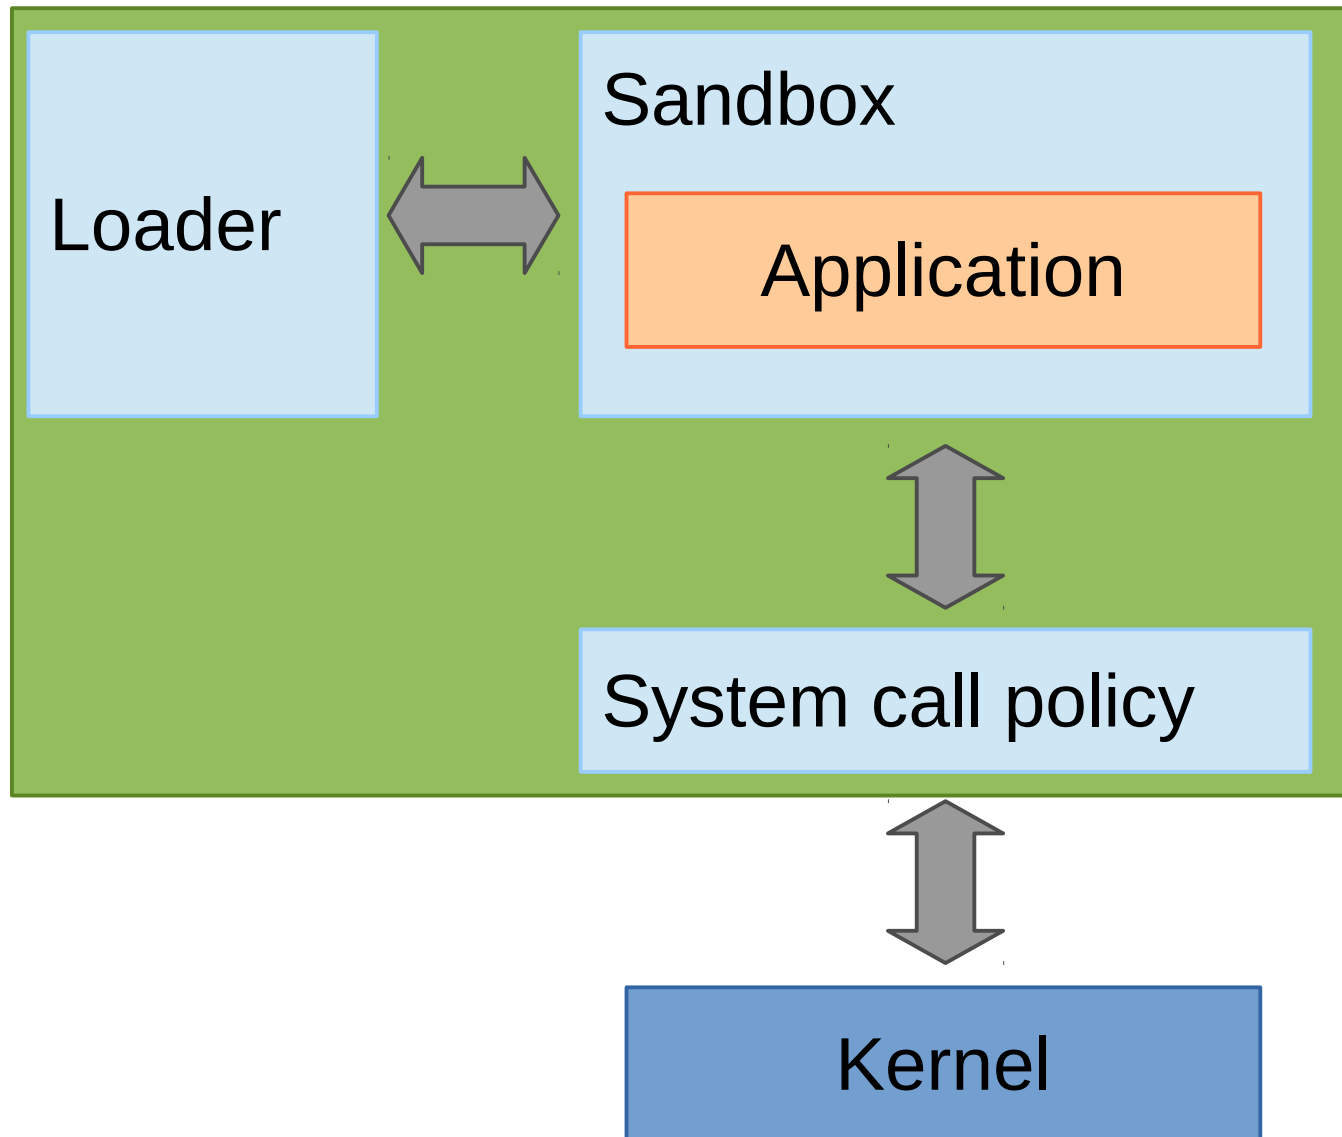 Sandbox
Loader
Application
System call policy
Kernel